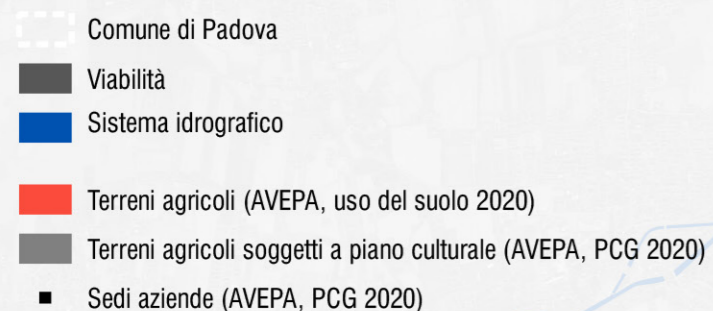 Comune di Padova
Viabilità
Sistema idrografico
Terreni agricoli (AVEPA, uso del suolo 2020)
Terreni agricoli soggetti a piano culturale (AVEPA, PCG 2020)
Sedi aziende (AVEPA, PCG 2020)